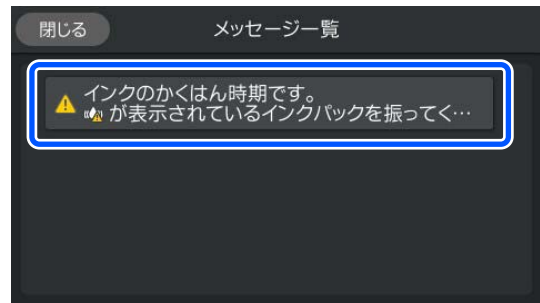 閉じる
メッセージ一覧
インクのかくはん時期です。
が表示されているインクパックを振ってく…